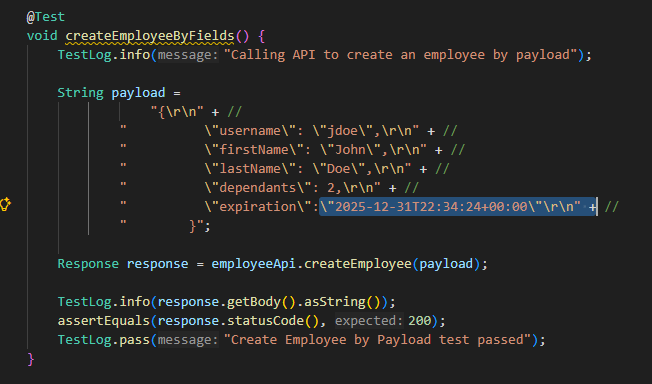 @Test
void createEmployeeByFields() {
TestLog.info(message: "Calling API to create an employee by payload");
String payload =
"{\r\n" + //
" \"username\": \"jdoe\",\r\n" + //
" \"firstName\": \"John\",\r\n" + //
" \"lastName\": \"Doe\",\r\n" + //
" \"dependants\": 2,\r\n" + //
" \"expiration\":\"2025-12-31T22:34:24+00:00\"\r\n" + //
" }";
Response response = employeeApi.createEmployee(payload);
TestLog.info(response.getBody().asString());
assertEquals(response.statusCode(), expected: 200);
TestLog.pass(message: "Create Employee by Payload test passed");
}